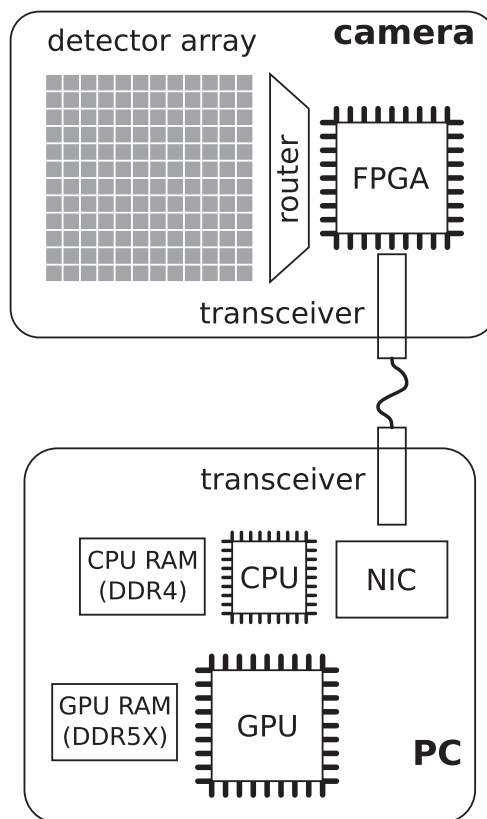 camera
detector array
router
FPGA
transceiver
transceiver
CPU RAM
(DDR4)
CPU
NIC
GPU RAM
(DDR5X)
GPU
PC